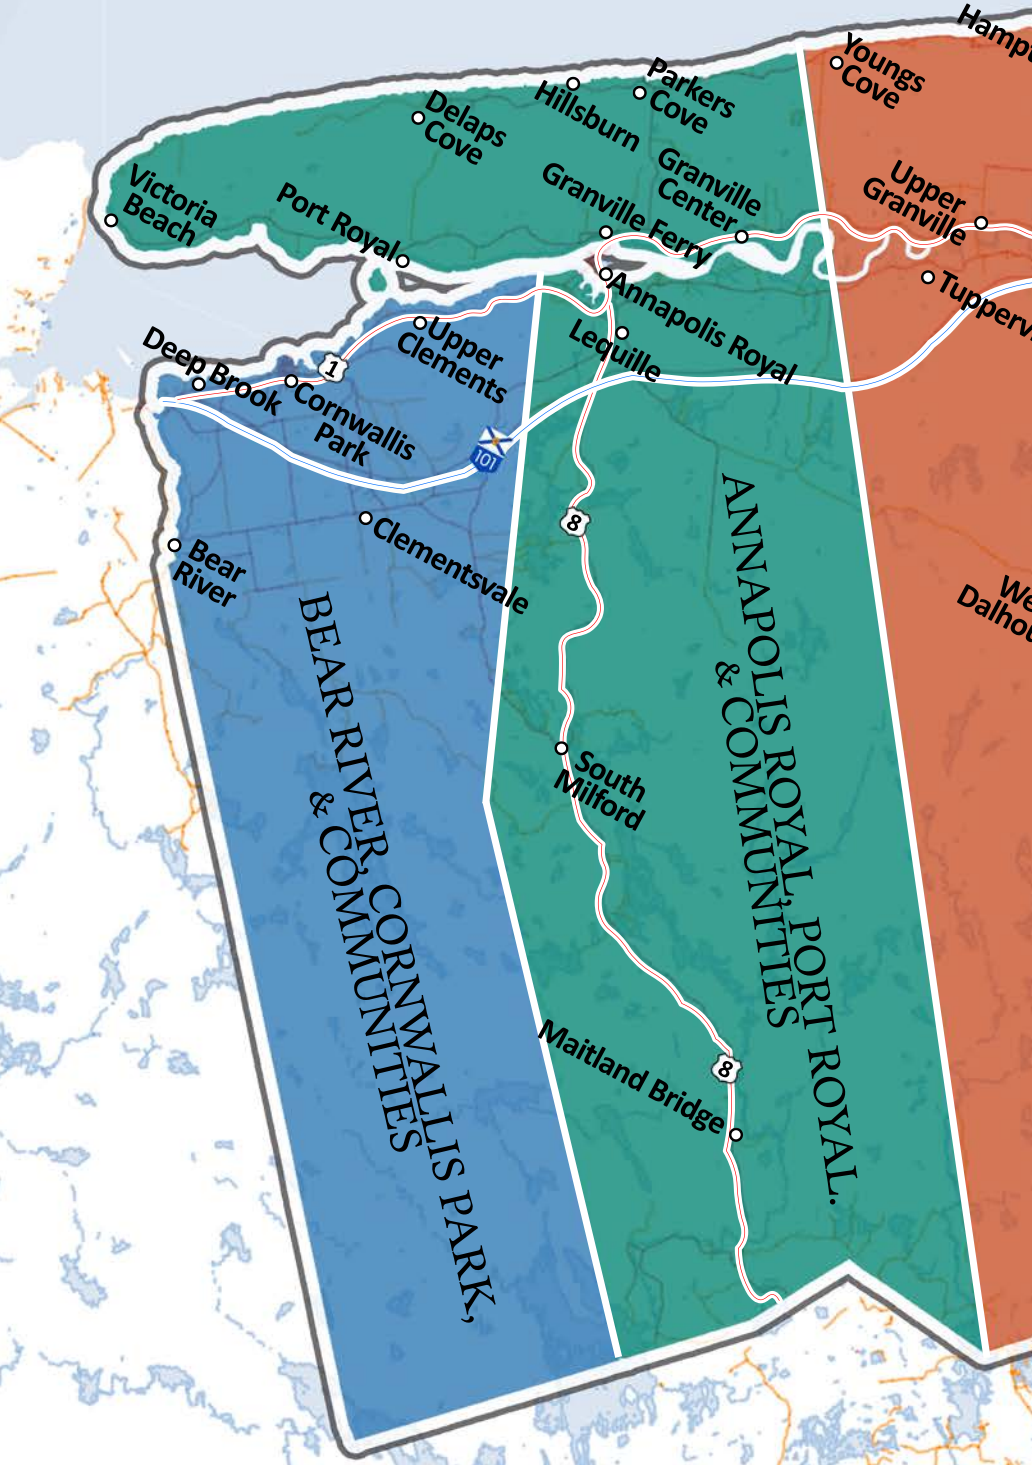 Hampt
Youngs
Cove
Parkers
Cove
Hillsburn
Delaps
Cove
Granville
Center
Upper
Granville
Granville Ferry
Victoria
Beach
Port Royal
Annapolis Royal
Tupperv
Lequille
Upper
Clements
Deep Brook
1
Cornwallis
Park
101
8
Clementsvale
Bear
River
We
Dalhou
BEAR RIVER, CORNWALLIS PARK,
& COMMUNITIES
ANNAPOLIS ROYAL, PORT ROYAL.
& COMMUNITIES
South
Milford
Maitland Bridge
8